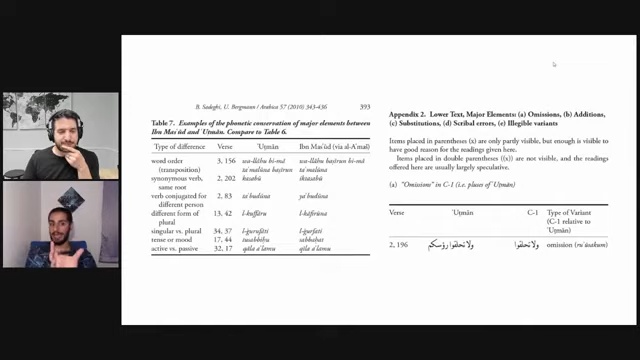 B. Sadeghi, U. Bergmann / Arabica 57 (2010) 343-436 393
Table 7. Examples of the phonetic conservation of major elements between
Ibn Masʿūd and ʿUṯmān. Compare to Table 6.
Type of difference Verse ʿUṯmān Ibn Masʿūd (via al-Aʿmaš)
word order 3, 156 wa-llāhu bi-mā wa-llāhu baṣīrun bi-mā
(transposition) taʿmalūna baṣīrun taʿmalūna
synonymous verb, 2, 202 kasabū iktasabū
same root
verb conjugated for 2, 83 taʿbudūna yaʿbudūna
different person
different form of 13, 42 l-kuffāru l-kāfirūna
plural
singular vs. plural 34, 37 l-ġurufāti l-ġurfati
tense or mood 17, 44 tusabbiḥu sabbaḥat
active vs. passive 32, 17
Appendix 2. Lower Text, Major Elements: (a) Omissions, (b) Additions,
(c) Substitutions, (d) Scribal errors, (e) Illegible variants
Items placed in parentheses (x) are only partly visible, but enough is visible to
have good reason for the readings given here.
Items placed in double parentheses ((x)) are not visible, and the readings
offered here are usually largely speculative.
(a) "Omissions" in C-1 (i.e. pluses of ʿUṯmān)
Verse ʿUṯmān C-1 Type of Variant
(C-1 relative to
ʿUṯmān)
2, 196 ولا تحلقوا رؤسكم ولا تحلقوا omission (ruʾūsakum)